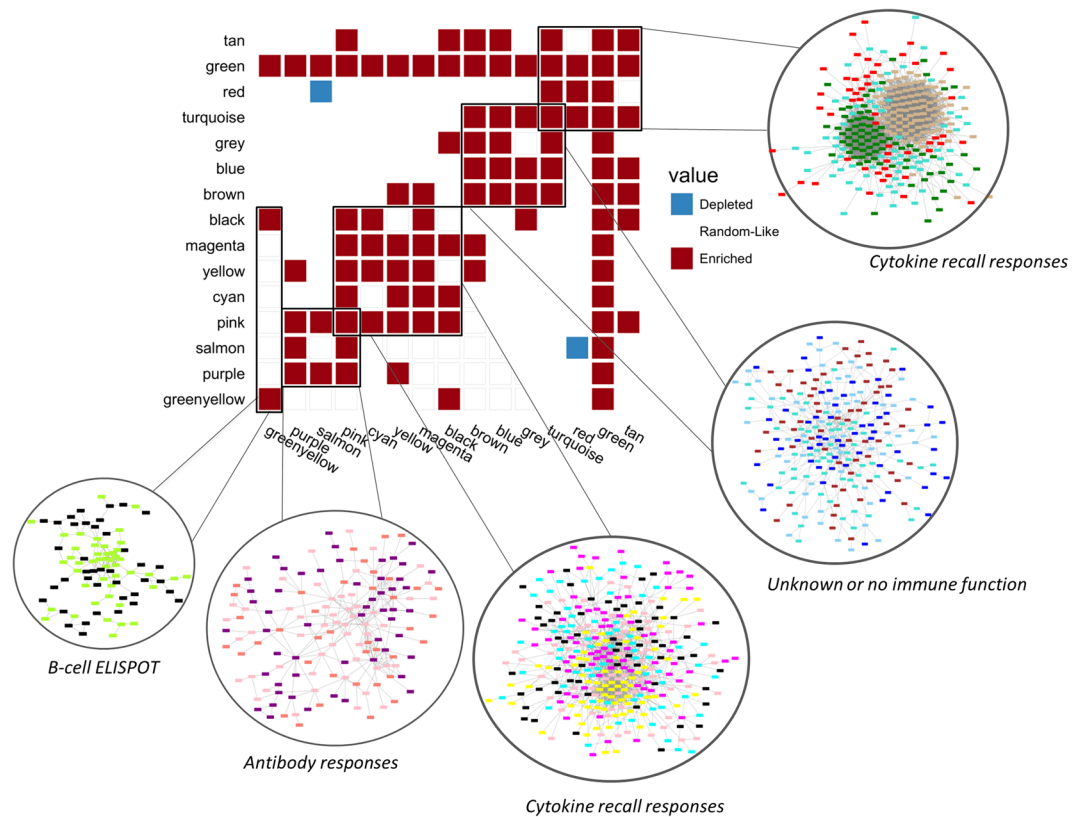 tan
green
red
turquoise
grey
blue
brown
black
magenta
yellow
cyan
pink
salmon
purple
greenyellow
greenyellow
purple
salmon
pink
cyan
yellow
magenta
black
brown
blue
grey
turquoise
red
green
tan
value
Depleted
Random-Like
Enriched
Cytokine recall responses
Unknown or no immune function
B-cell ELISPOT
Antibody responses
Cytokine recall responses